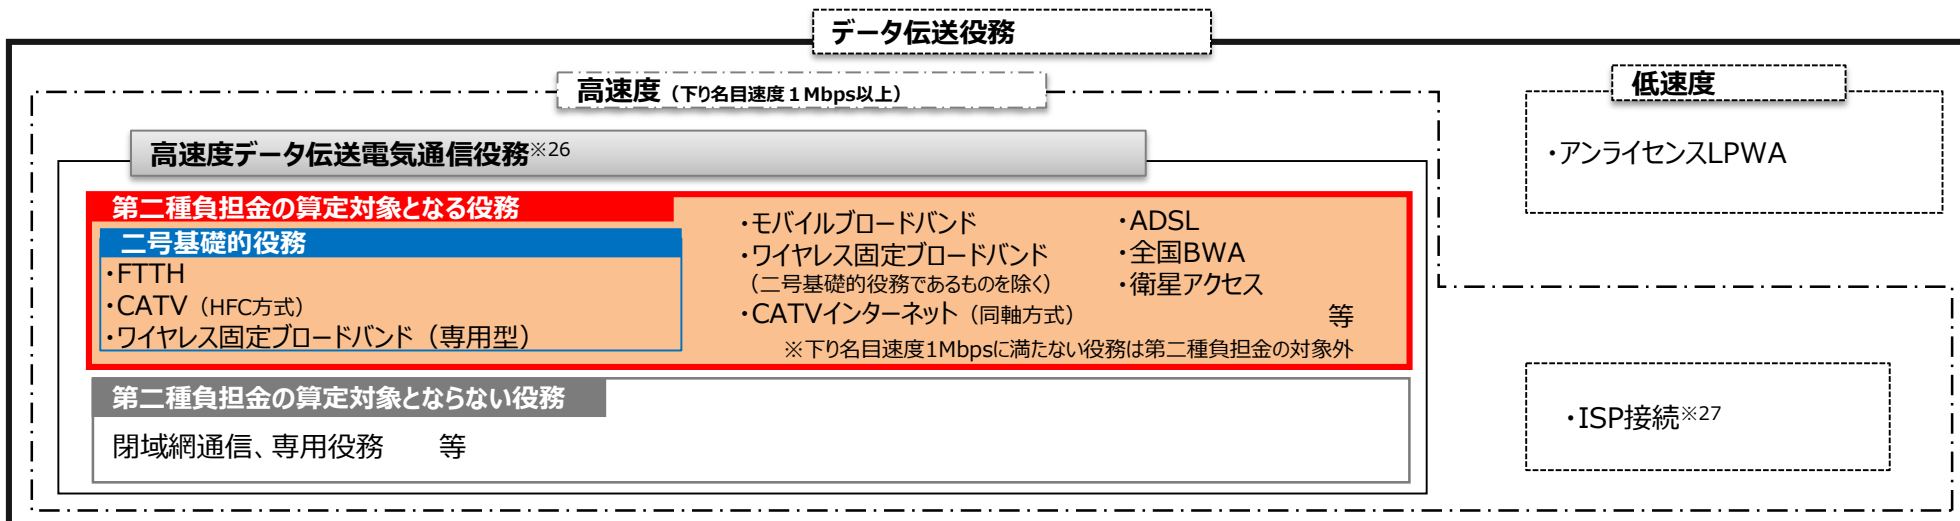 データ伝送役務
高速度（下り名目速度１Mbps以上）
低速度
高速度データ伝送電気通信役務※26
・アンライセンスLPWA
第二種負担金の算定対象となる役務
二号基礎的役務
・FTTH
・CATV（HFC方式）
・ワイヤレス固定ブロードバンド（専用型）
・モバイルブロードバンド
・ワイヤレス固定ブロードバンド
（二号基礎的役務であるものを除く）
・CATVインターネット（同軸方式）
・ADSL
・全国BWA
・衛星アクセス
等
※下り名目速度1Mbpsに満たない役務は第二種負担金の対象外
第二種負担金の算定対象とならない役務
閉域網通信、専用役務　　等
・ISP接続※27